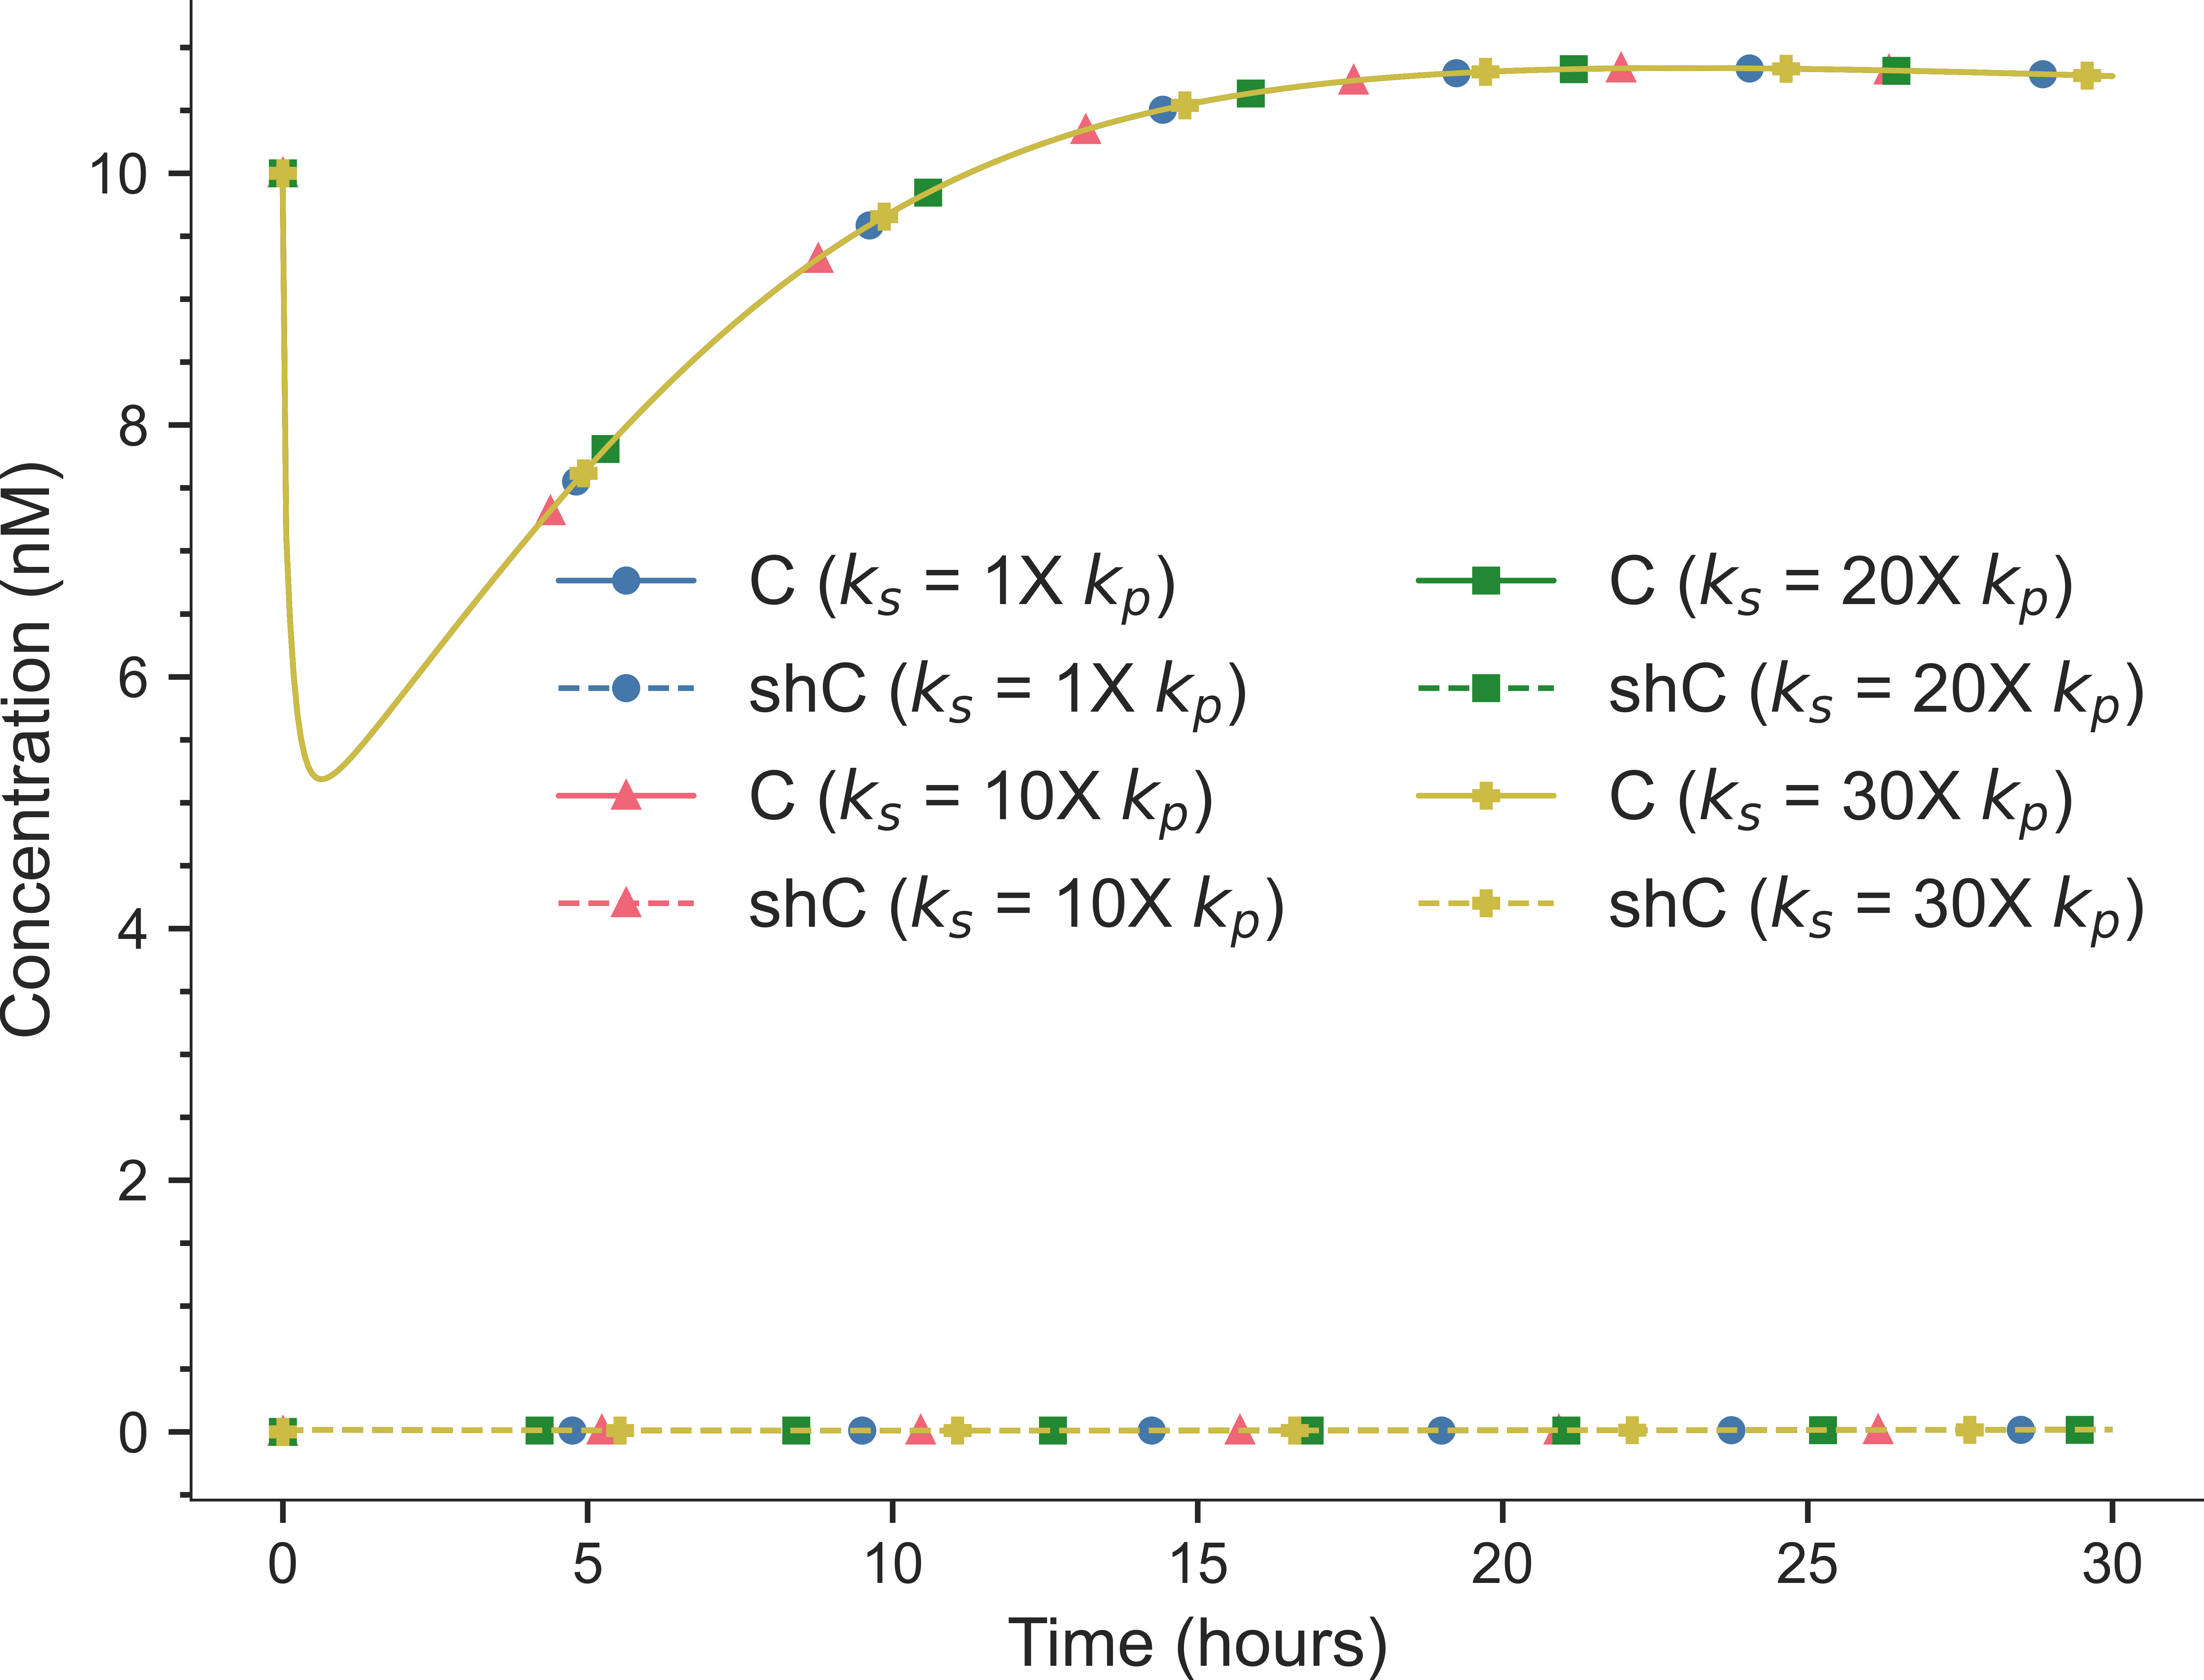 Concentration (nM)
10
8
6
4
2
0
C (kₛ = 1X kₚ)
shC (kₛ = 1X kₚ)
C (kₛ = 10X kₚ)
shC (kₛ = 10X kₚ)
C (kₛ = 20X kₚ)
shC (kₛ = 20X kₚ)
C (kₛ = 30X kₚ)
shC (kₛ = 30X kₚ)
0 5 10 15 20 25 30
Time (hours)